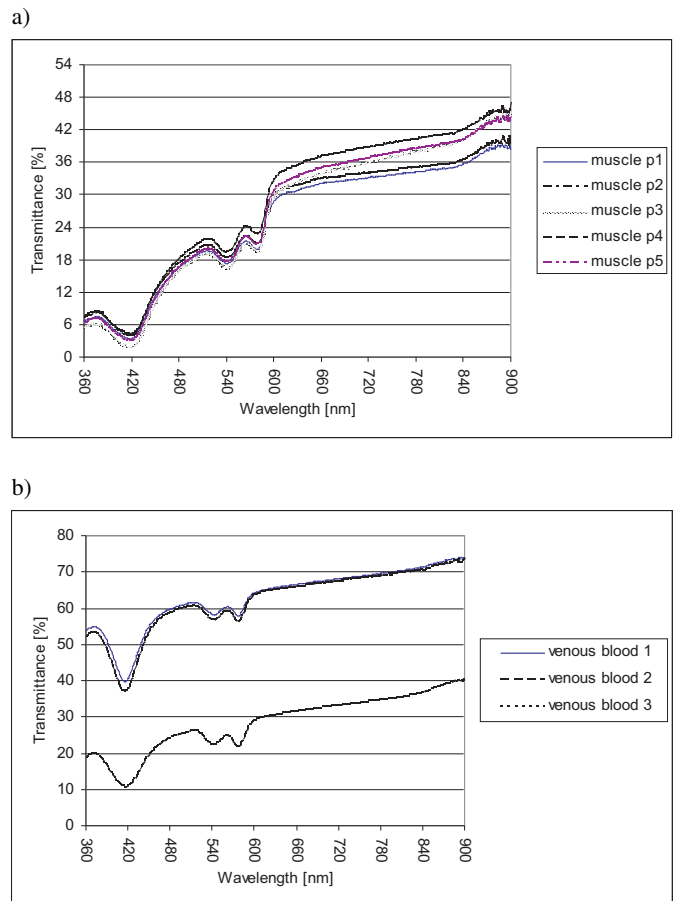 a)
54
48
42
36
30
24
18
12
6
0
Transmittance [%]
360
420
480
540
600
660
720
780
840
900
Wavelength [nm]
muscle p1
muscle p2
muscle p3
muscle p4
muscle p5
b)
80
70
60
50
40
30
20
10
0
Transmittance [%]
360
420
480
540
600
660
720
780
840
900
Wavelength [nm]
venous blood 1
venous blood 2
venous blood 3